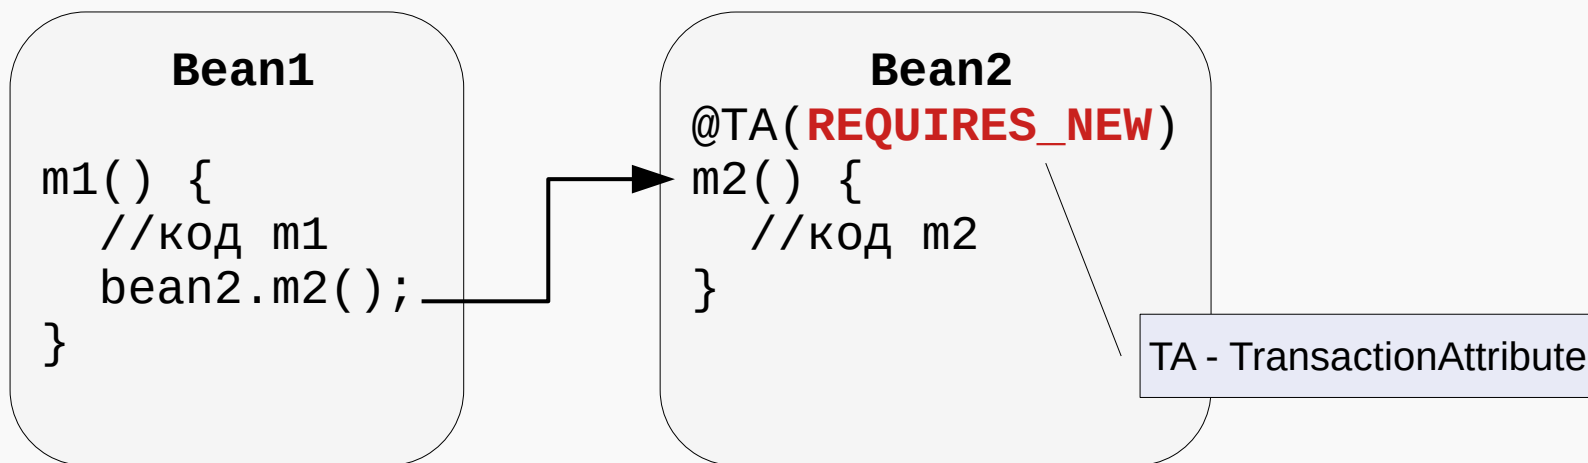 Bean1
m1() {
//код m1
bean2.m2();
}
Bean2
@TA(REQUIRES_NEW)
m2() {
//код m2
}
TA - TransactionAttribute